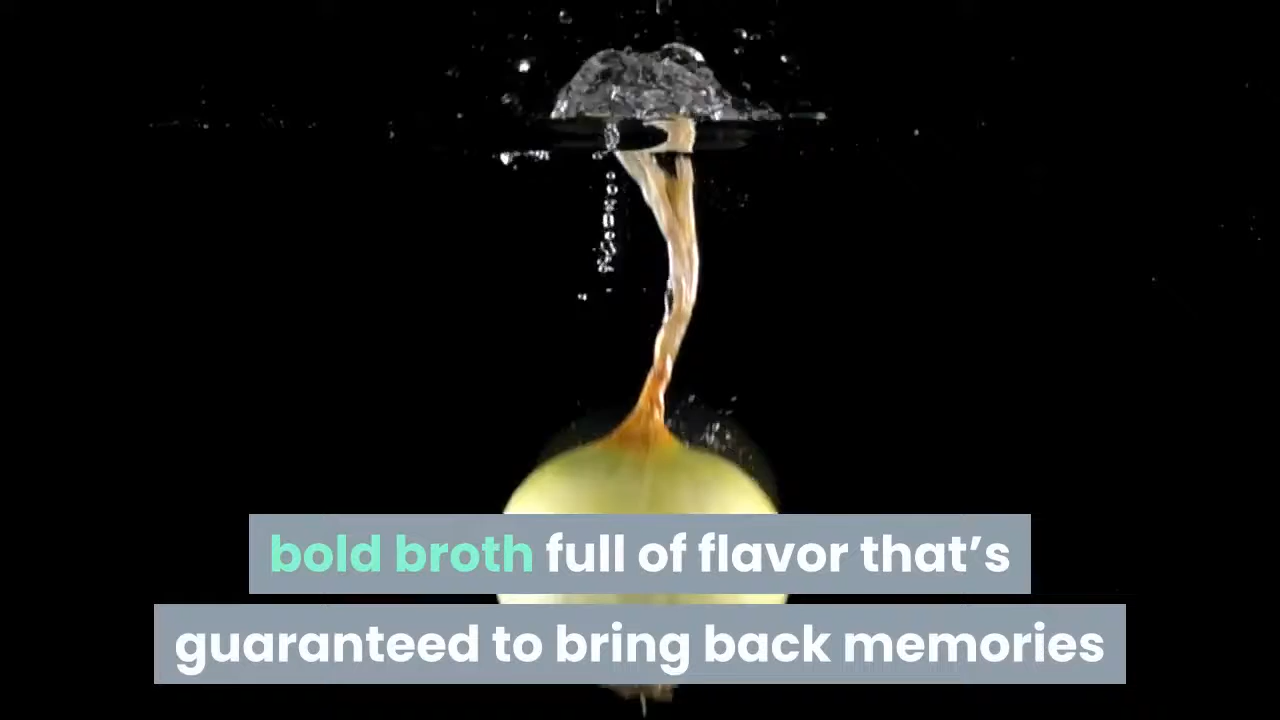 bold broth full of flavor that’s
guaranteed to bring back memories